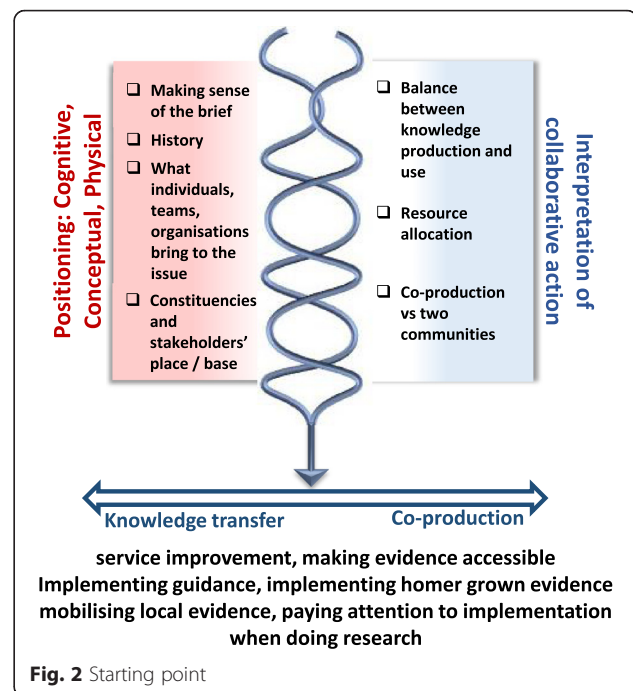 Positioning: Cognitive,
Conceptual, Physical
❑ Making sense
of the brief
❑ History
❑ What
individuals,
teams,
organisations
bring to the
issue
❑ Constituencies
and
stakeholders'
place / base
❑ Balance
between
knowledge
production and
use
❑ Resource
allocation
❑ Co-production
vs two
communities
Interpretation of
collaborative action
Knowledge transfer
Co-production
service improvement, making evidence accessible
Implementing guidance, implementing homer grown evidence
mobilising local evidence, paying attention to implementation
when doing research
Fig. 2 Starting point